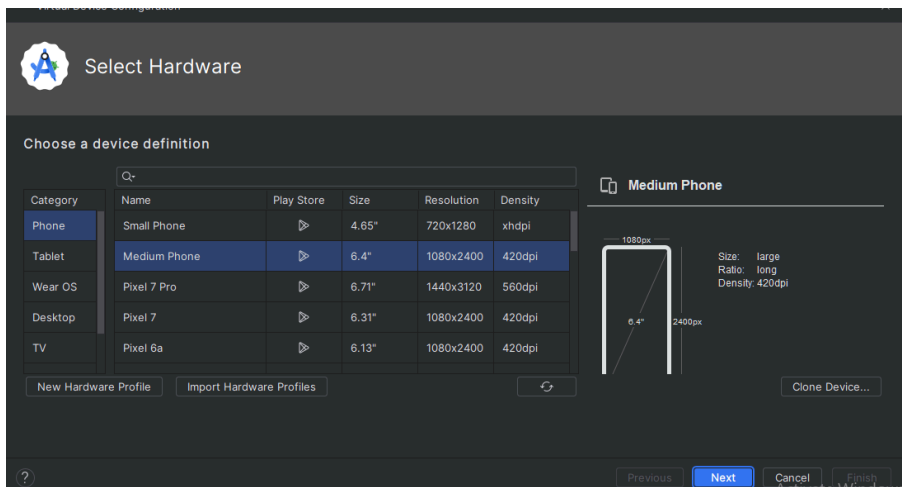 Virtual Device Configuration
Select Hardware
Choose a device definition
Category
Phone
Tablet
Wear OS
Desktop
TV
Q-
Name Play Store Size Resolution Density
Small Phone 4.65" 720x1280 xhdpi
Medium Phone 6.4" 1080x2400 420dpi
Pixel 7 Pro 6.71" 1440x3120 560dpi
Pixel 7 6.31" 1080x2400 420dpi
Pixel 6a 6.13" 1080x2400 420dpi
New Hardware Profile Import Hardware Profiles
Medium Phone
1080px
6.4" 2400px
Size: large
Ratio: long
Density: 420dpi
Clone Device...
? Previous Next Cancel Finish